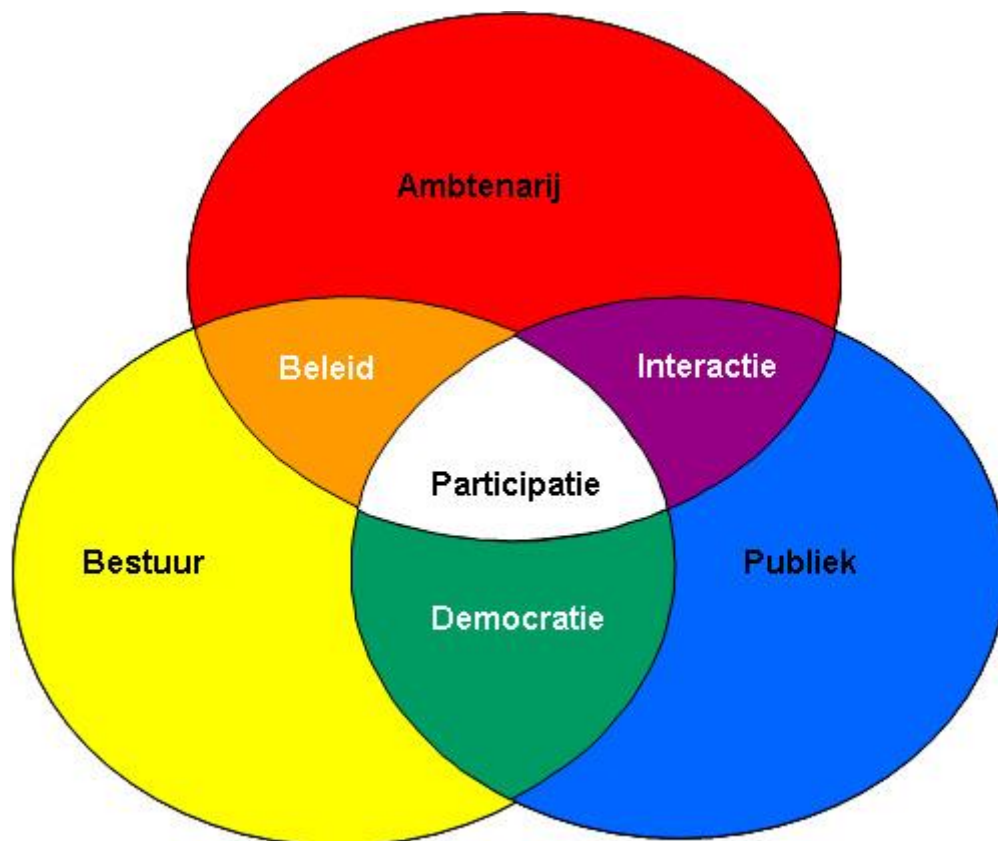 Ambtenarij
Beleid
Interactie
Participatie
Bestuur
Publiek
Democratie